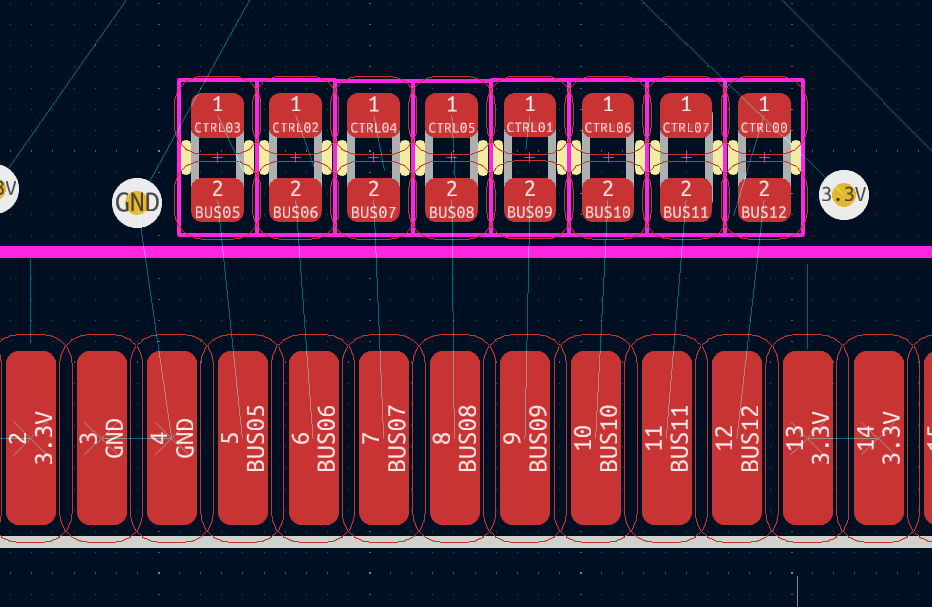 1 1 1 1 1 1 1 1
CTRL03 CTRL02 CTRL04 CTRL05 CTRL01 CTRL06 CTRL07 CTRL00
3V GND 2 2 2 2 2 2 2 2 3.3V
BUS05 BUS06 BUS07 BUS08 BUS09 BUS10 BUS11 BUS12
2
3.3V
3
GND
4
GND
5
BUS05
6
BUS06
7
BUS07
8
BUS08
9
BUS09
10
BUS10
11
BUS11
12
BUS12
13
3.3V
14
3.3V